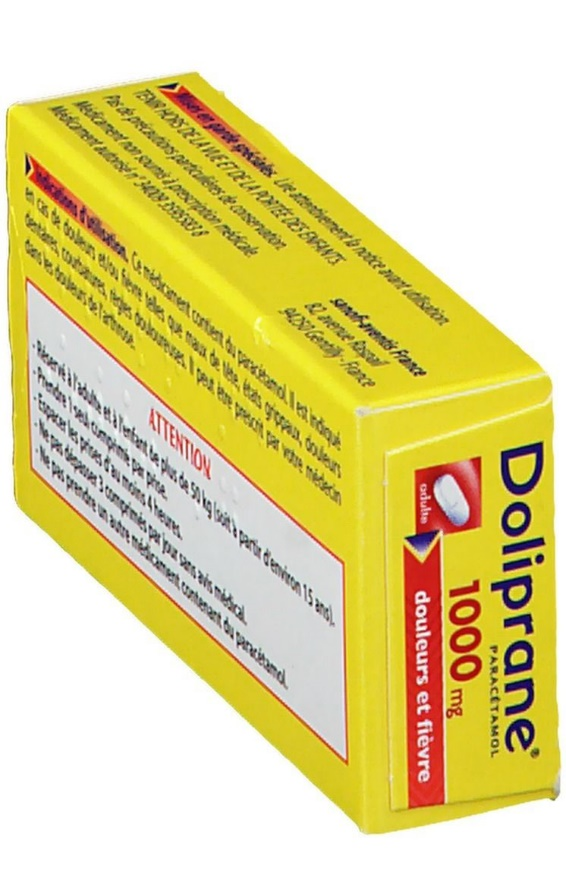 Mises en garde spéciales. Lire attentivement la notice avant utilisation.
TENIR HORS DE LA VUE ET DE LA PORTÉE DES ENFANTS
Pas de précautions particulières de conservation.
Médicament non soumis à prescription médicale.
Médicament autorisé n°
sanofi-aventis France
82, avenue Raspail
94250 Gentilly - France
Indications d'utilisation. Ce médicament contient du paracétamol. Il est indiqué
en cas de douleurs et/ou fièvre telles que maux de tête, états grippaux, douleurs
dentaires, courbatures, règles douloureuses. Il peut être prescrit par votre médecin
dans les douleurs de l'arthrose.
ATTENTION
- Réservé à l'adulte et à l'enfant de plus de 50 kg (soit à partir d'environ 15 ans).
- Prendre 1 seul comprimé par prise.
- Espacer les prises d'au moins 4 heures.
- Ne pas dépasser 3 comprimés par jour sans avis médical.
- Ne pas prendre un autre médicament contenant du paracétamol.
Doliprane®
PARACÉTAMOL
1000 mg
adulte
douleurs et fièvre